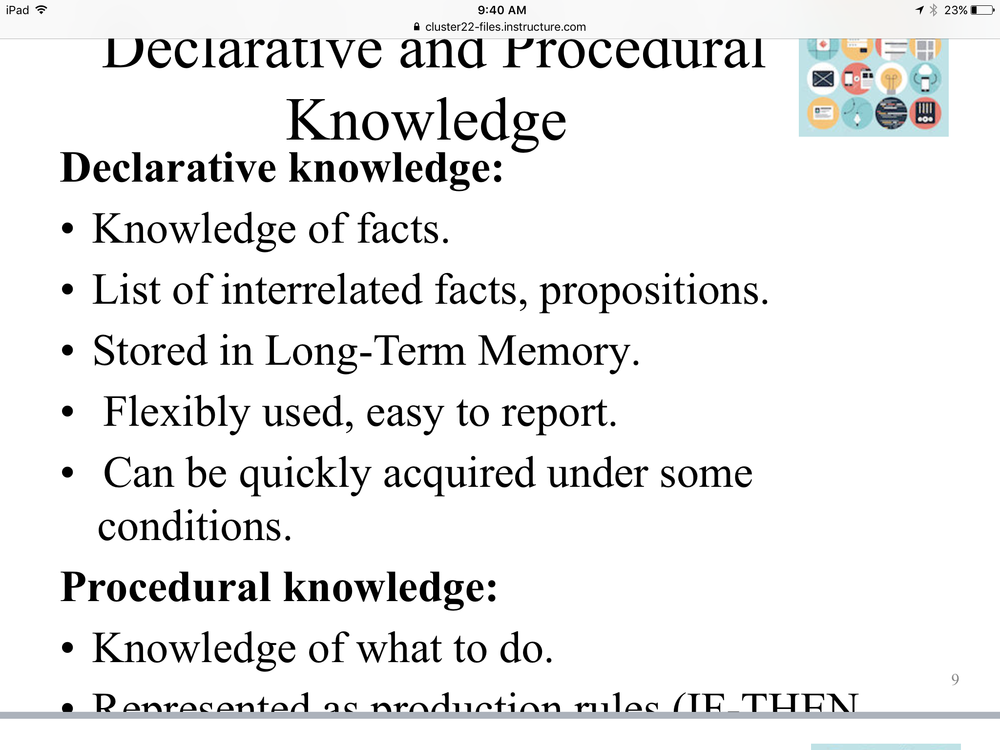 iPad 9:40 AM 23%
cluster22-files.instructure.com
Declarative and Procedural
Knowledge
Declarative knowledge:
• Knowledge of facts.
• List of interrelated facts, propositions.
• Stored in Long-Term Memory.
• Flexibly used, easy to report.
• Can be quickly acquired under some
conditions.
Procedural knowledge:
• Knowledge of what to do.
9
• Represented as production rules (IF-THEN